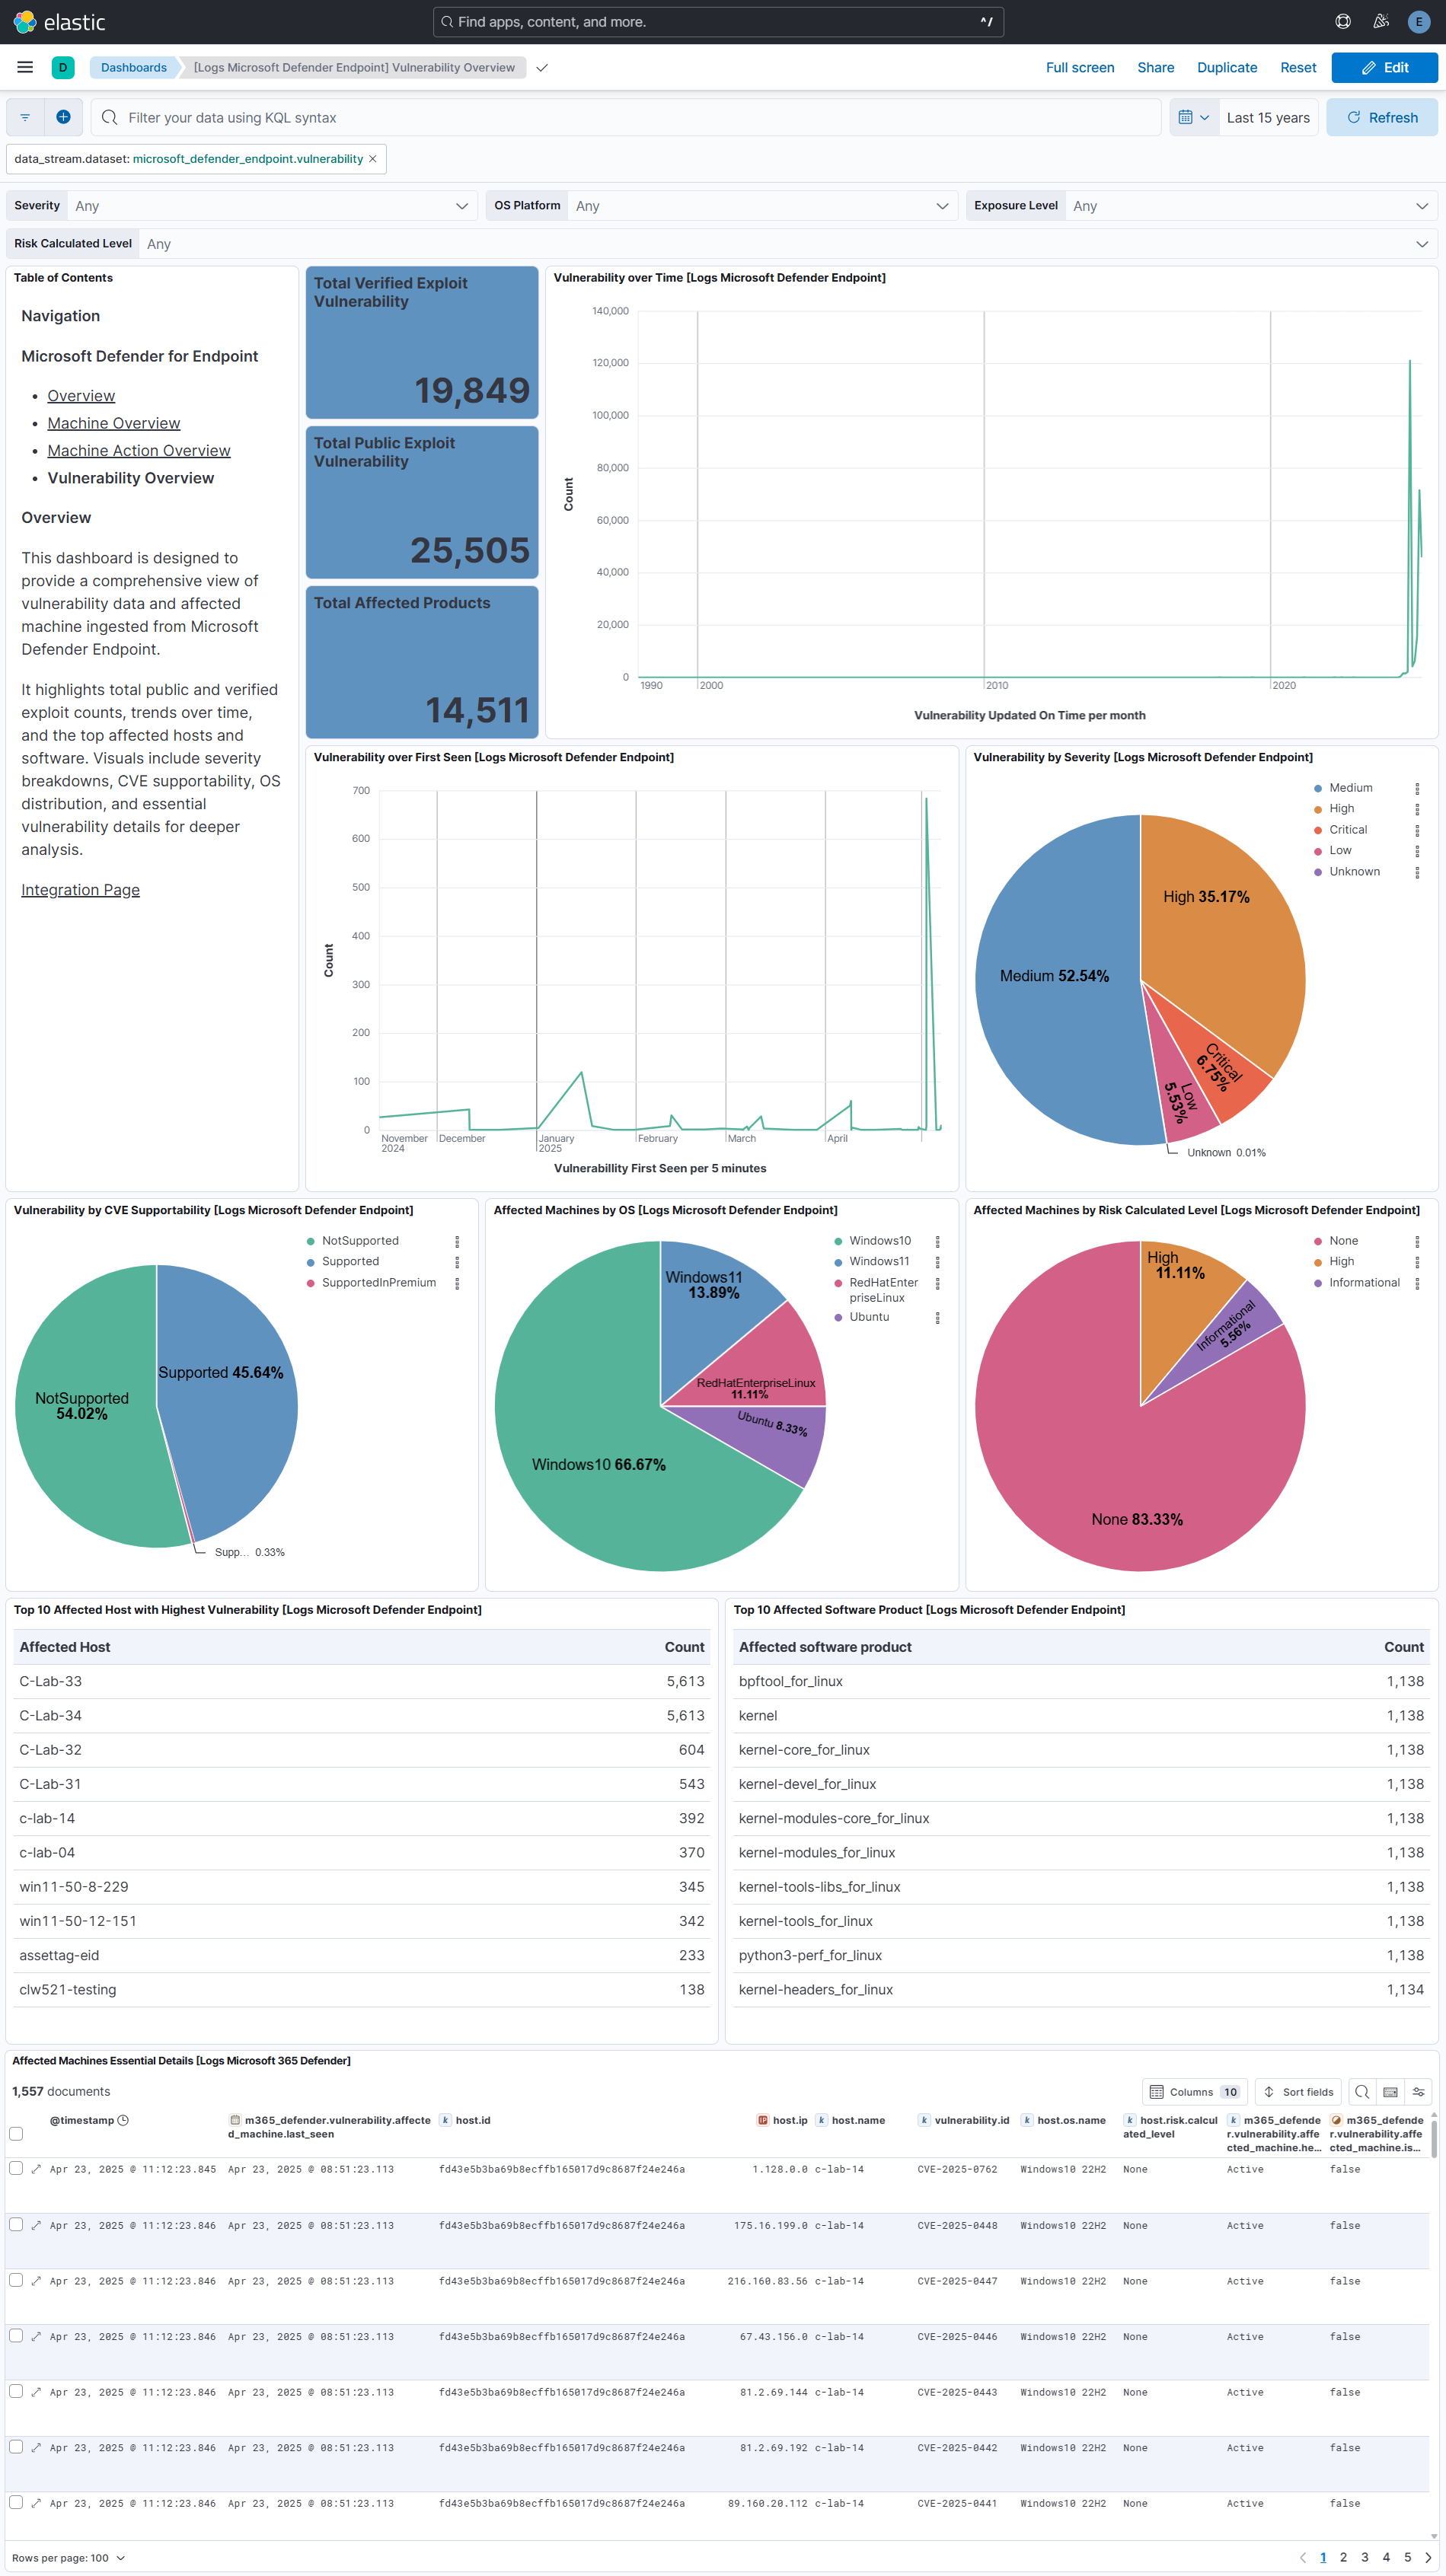 elastic
Find apps, content, and more.
^/
E
D
Dashboards
[Logs Microsoft Defender Endpoint] Vulnerability Overview
Full screen
Share
Duplicate
Reset
Edit
Filter your data using KQL syntax
Last 15 years
Refresh
data_stream.dataset: microsoft_defender_endpoint.vulnerability ×
Severity Any
OS Platform Any
Exposure Level Any
Risk Calculated Level Any
Table of Contents
Navigation
Microsoft Defender for Endpoint
• Overview
• Machine Overview
• Machine Action Overview
• Vulnerability Overview
Overview
This dashboard is designed to
provide a comprehensive view of
vulnerability data and affected
machine ingested from Microsoft
Defender Endpoint.
It highlights total public and verified
exploit counts, trends over time,
and the top affected hosts and
software. Visuals include severity
breakdowns, CVE supportability, OS
distribution, and essential
vulnerability details for deeper
analysis.
Integration Page
Total Verified Exploit
Vulnerability
19,849
Total Public Exploit
Vulnerability
25,505
Total Affected Products
14,511
Vulnerability over Time [Logs Microsoft Defender Endpoint]
140,000
120,000
100,000
80,000
60,000
40,000
20,000
0
Count
1990
2000
2010
2020
Vulnerability Updated On Time per month
Vulnerability over First Seen [Logs Microsoft Defender Endpoint]
700
600
500
400
300
200
100
0
Count
November
2024
December
January
2025
February
March
April
Vulnerabillity First Seen per 5 minutes
Vulnerability by Severity [Logs Microsoft Defender Endpoint]
Medium
High
Critical
Low
Unknown
High 35.17%
Medium 52.54%
Critical
6.75%
Low
5.53%
Unknown 0.01%
Vulnerability by CVE Supportability [Logs Microsoft Defender Endpoint]
NotSupported
Supported
SupportedInPremium
Supported 45.64%
NotSupported
54.02%
Supp... 0.33%
Affected Machines by OS [Logs Microsoft Defender Endpoint]
Windows10
Windows11
RedHatEnter
priseLinux
Ubuntu
Windows11
13.89%
RedHatEnterpriseLinux
11.11%
Ubuntu 8.33%
Windows10 66.67%
Affected Machines by Risk Calculated Level [Logs Microsoft Defender Endpoint]
None
High
Informational
High
11.11%
Informational
5.56%
None 83.33%
Top 10 Affected Host with Highest Vulnerability [Logs Microsoft Defender Endpoint]
Affected Host Count
C-Lab-33 5,613
C-Lab-34 5,613
C-Lab-32 604
C-Lab-31 543
c-lab-14 392
c-lab-04 370
win11-50-8-229 345
win11-50-12-151 342
assettag-eid 233
clw521-testing 138
Top 10 Affected Software Product [Logs Microsoft Defender Endpoint]
Affected software product Count
bpftool_for_linux 1,138
kernel 1,138
kernel-core_for_linux 1,138
kernel-devel_for_linux 1,138
kernel-modules-core_for_linux 1,138
kernel-modules_for_linux 1,138
kernel-tools-libs_for_linux 1,138
kernel-tools_for_linux 1,138
python3-perf_for_linux 1,138
kernel-headers_for_linux 1,134
Affected Machines Essential Details [Logs Microsoft 365 Defender]
1,557 documents
Columns 10
Sort fields
@timestamp
m365_defender.vulnerability.affecte
d_machine.last_seen
k host.id
IP host.ip
k host.name
k vulnerability.id
k host.os.name
k host.risk.calcul
ated_level
k m365_defende
r.vulnerability.affe
cted_machine.he...
m365_defende
r.vulnerability.affe
cted_machine.is...
Apr 23, 2025 @ 11:12:23.845 Apr 23, 2025 @ 08:51:23.113 fd43e5b3ba69b8ecffb165017d9c8687f24e246a 1.128.0.0 c-lab-14 CVE-2025-0762 Windows10 22H2 None Active false
Apr 23, 2025 @ 11:12:23.846 Apr 23, 2025 @ 08:51:23.113 fd43e5b3ba69b8ecffb165017d9c8687f24e246a 175.16.199.0 c-lab-14 CVE-2025-0448 Windows10 22H2 None Active false
Apr 23, 2025 @ 11:12:23.846 Apr 23, 2025 @ 08:51:23.113 fd43e5b3ba69b8ecffb165017d9c8687f24e246a 216.160.83.56 c-lab-14 CVE-2025-0447 Windows10 22H2 None Active false
Apr 23, 2025 @ 11:12:23.846 Apr 23, 2025 @ 08:51:23.113 fd43e5b3ba69b8ecffb165017d9c8687f24e246a 67.43.156.0 c-lab-14 CVE-2025-0446 Windows10 22H2 None Active false
Apr 23, 2025 @ 11:12:23.846 Apr 23, 2025 @ 08:51:23.113 fd43e5b3ba69b8ecffb165017d9c8687f24e246a 81.2.69.144 c-lab-14 CVE-2025-0443 Windows10 22H2 None Active false
Apr 23, 2025 @ 11:12:23.846 Apr 23, 2025 @ 08:51:23.113 fd43e5b3ba69b8ecffb165017d9c8687f24e246a 81.2.69.192 c-lab-14 CVE-2025-0442 Windows10 22H2 None Active false
Apr 23, 2025 @ 11:12:23.846 Apr 23, 2025 @ 08:51:23.113 fd43e5b3ba69b8ecffb165017d9c8687f24e246a 89.160.20.112 c-lab-14 CVE-2025-0441 Windows10 22H2 None Active false
Rows per page: 100
1 2 3 4 5